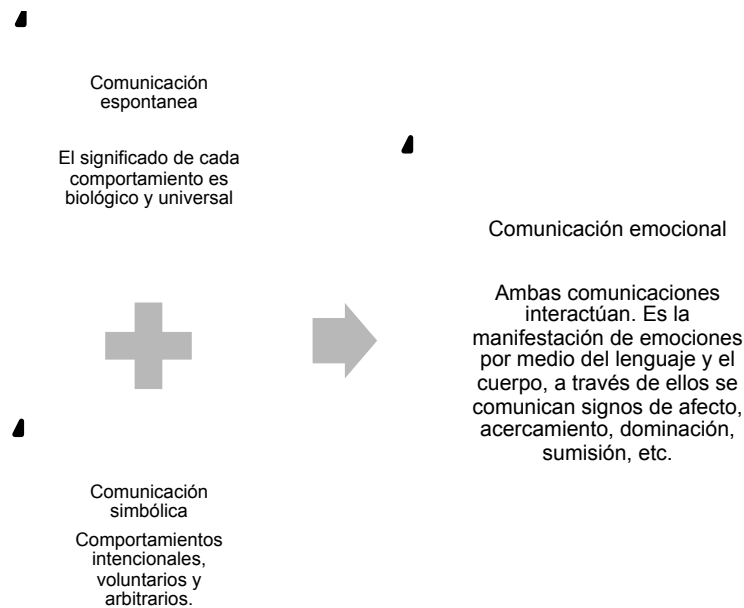 Comunicación
espontanea
El significado de cada
comportamiento es
biológico y universal
Comunicación
simbólica
Comportamientos
intencionales,
voluntarios y
arbitrarios.
Comunicación emocional
Ambas comunicaciones
interactúan. Es la
manifestación de emociones
por medio del lenguaje y el
cuerpo, a través de ellos se
comunican signos de afecto,
acercamiento, dominación,
sumisión, etc.